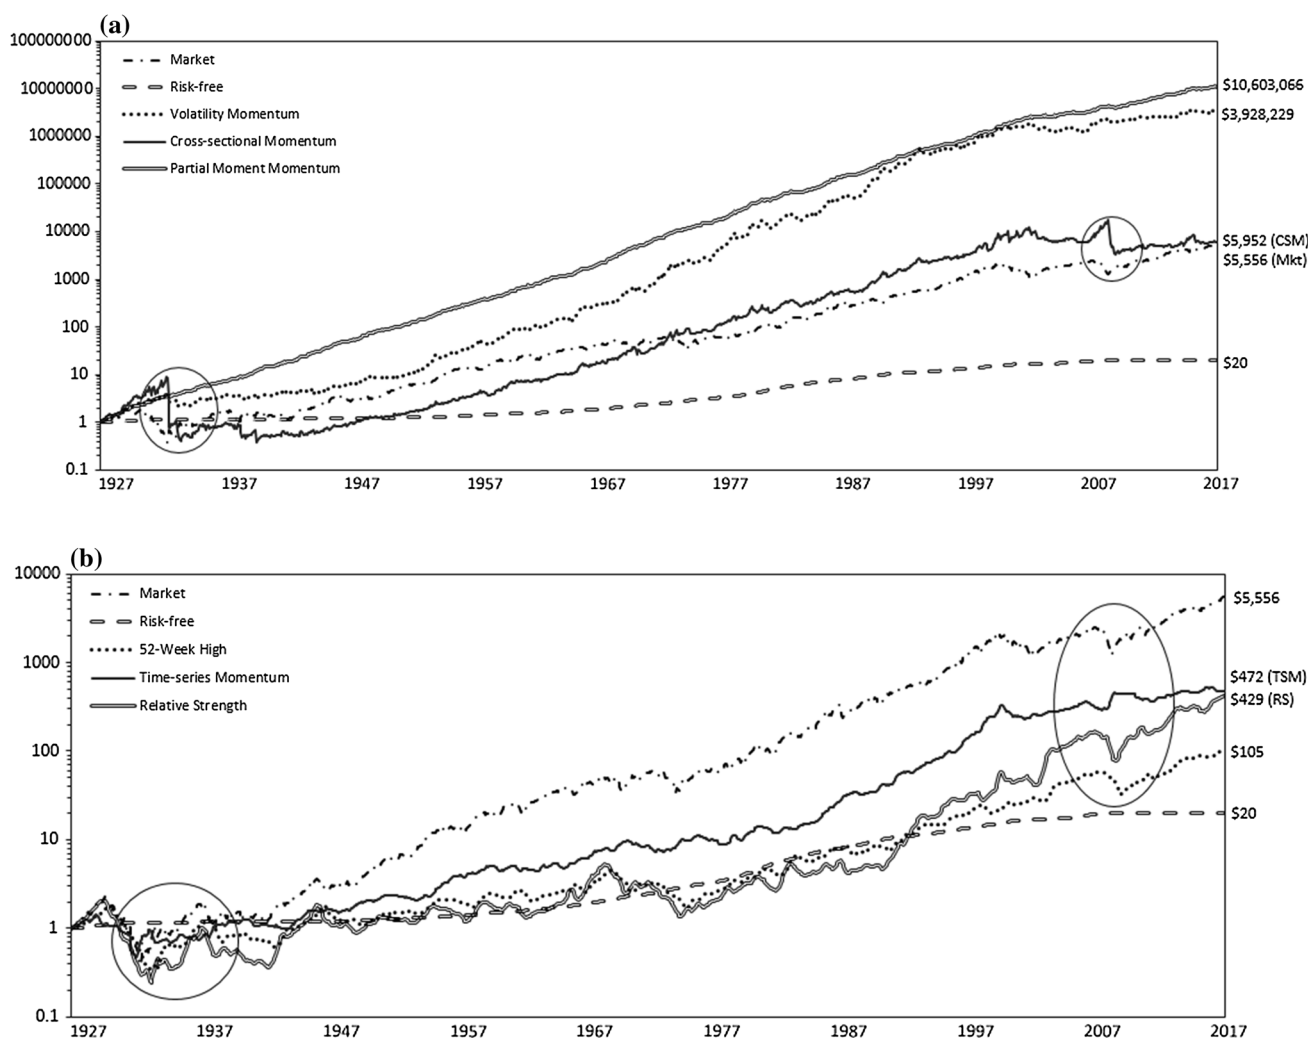 (a)
100000000
10000000
1000000
100000
10000
1000
100
10
1
0.1
Market
Risk-free
Volatility Momentum
Cross-sectional Momentum
Partial Moment Momentum
$10,603,066
$3,928,229
$5,952 (CSM)
$5,556 (Mkt)
$20
1927 1937 1947 1957 1967 1977 1987 1997 2007 2017
(b)
10000
1000
100
10
1
0.1
Market
Risk-free
52-Week High
Time-series Momentum
Relative Strength
$5,556
$472 (TSM)
$429 (RS)
$105
$20
1927 1937 1947 1957 1967 1977 1987 1997 2007 2017